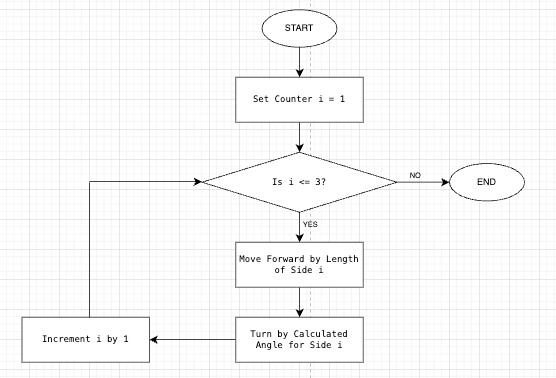 START
Set Counter i = 1
Is i <= 3?
NO
END
YES
Move Forward by Length
of Side i
Turn by Calculated
Angle for Side i
Increment i by 1